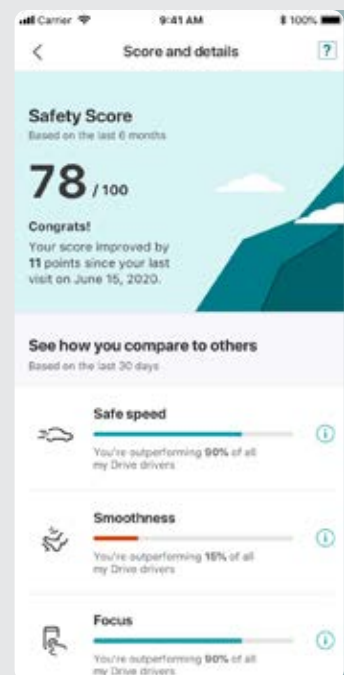 Carrier 9:41 AM 100%
Score and details ?
Safety Score
Based on the last 6 months
78 / 100
Congrats!
Your score improved by
11 points since your last
visit on June 15, 2020.
See how you compare to others
Based on the last 30 days
Safe speed
You're outperforming 90% of all
my Drive drivers
Smoothness
You're outperforming 15% of all
my Drive drivers
Focus
You're outperforming 90% of all
my Drive drivers